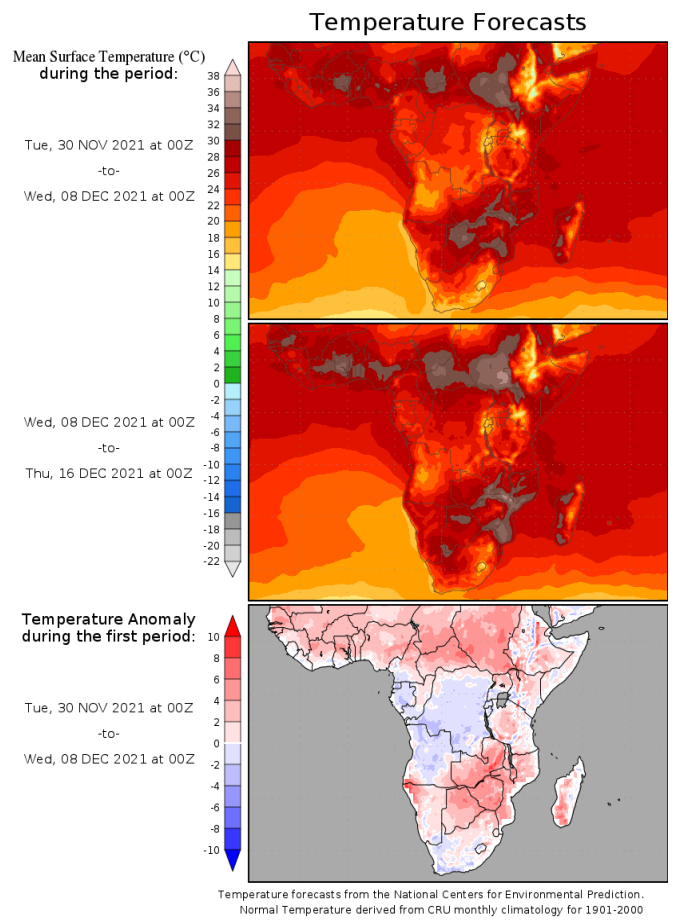 Temperature Forecasts
Mean Surface Temperature (°C)
during the period:
Tue, 30 NOV 2021 at 00Z
-to-
Wed, 08 DEC 2021 at 00Z
38
36
34
32
30
28
26
24
22
20
18
16
14
12
10
8
6
4
2
0
-2
-4
-6
-8
-10
-12
-14
-16
-18
-20
-22
Wed, 08 DEC 2021 at 00Z
-to-
Thu, 16 DEC 2021 at 00Z
Temperature Anomaly
during the first period:
Tue, 30 NOV 2021 at 00Z
-to-
Wed, 08 DEC 2021 at 00Z
10
8
6
4
2
0
-2
-4
-6
-8
-10
Temperature forecasts from the National Centers for Environmental Prediction.
Normal Temperature derived from CRU monthly climatology for 1901-2000